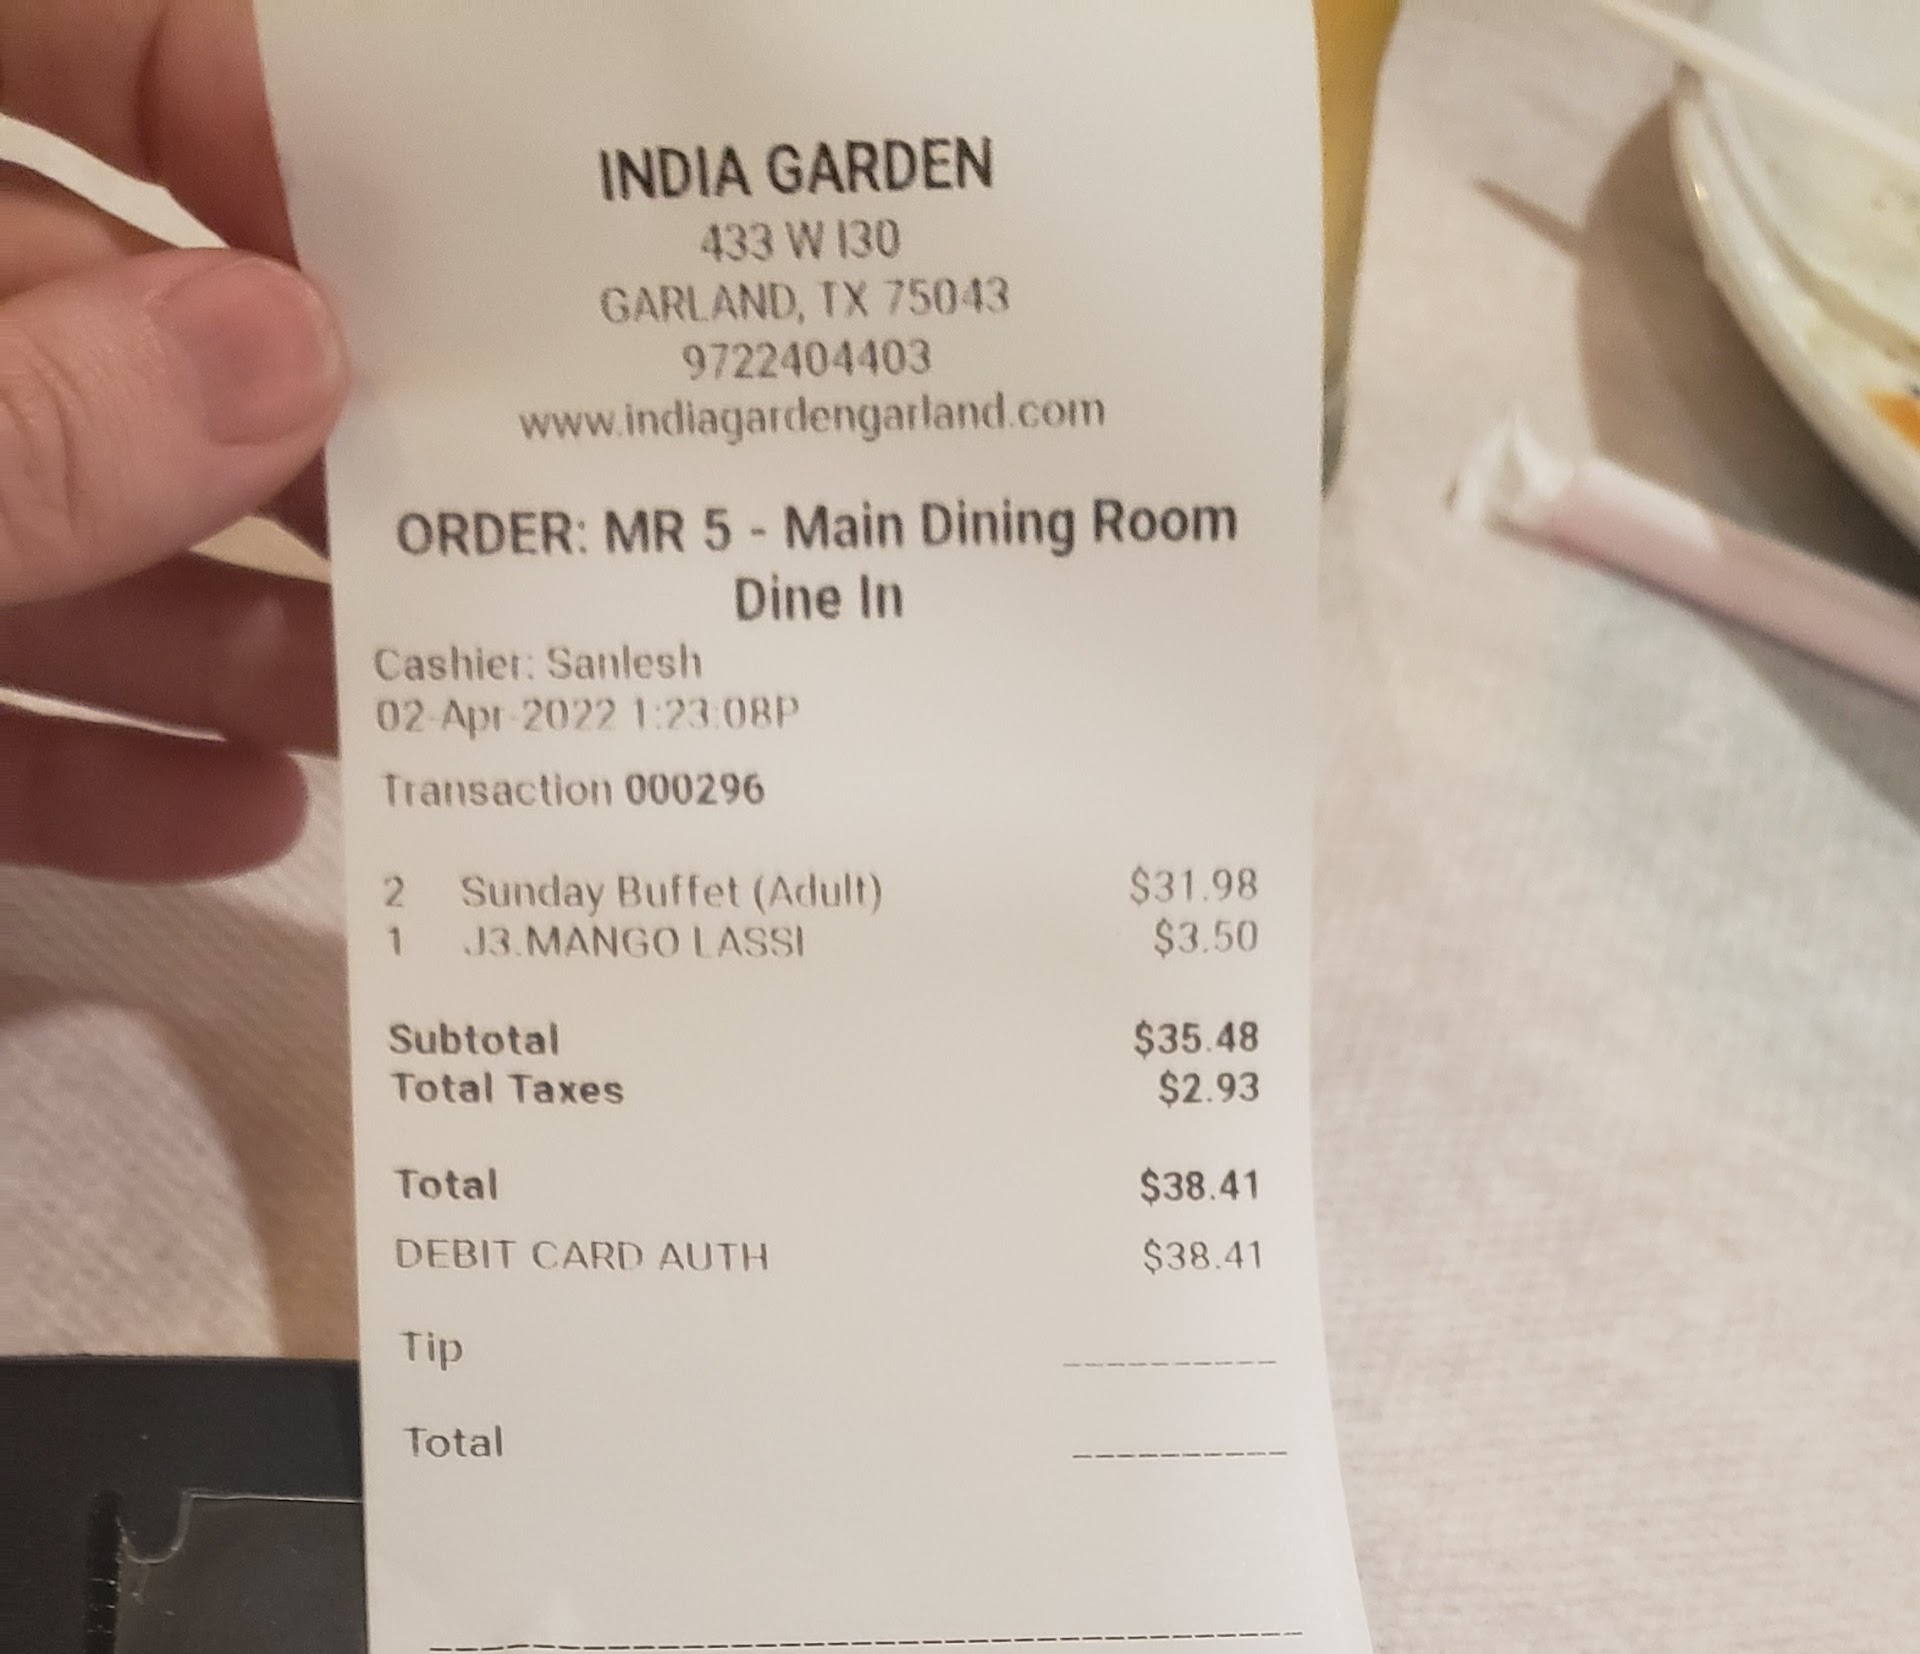 INDIA GARDEN
433 W I30
GARLAND, TX 75043
9722404403
www.indiagardengarland.com
ORDER: MR 5 - Main Dining Room
Dine In
Cashier: Sanlesh
02-Apr-2022 1:23:08P
Transaction 000296
2 Sunday Buffet (Adult) $31.98
1 J3.MANGO LASSI $3.50
Subtotal $35.48
Total Taxes $2.93
Total $38.41
DEBIT CARD AUTH $38.41
Tip
Total